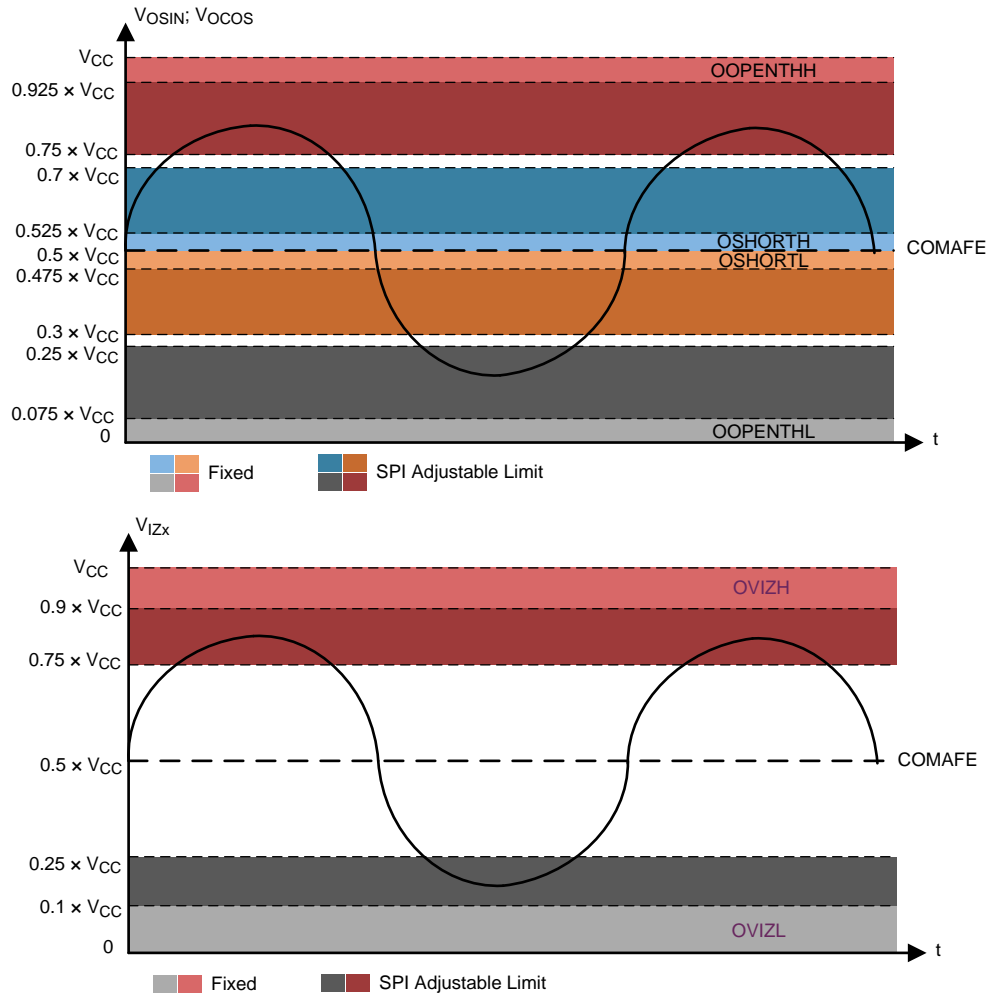 VOSIN; VOCOS
VCC
OOPENTHH
0.925 × VCC
0.75 × VCC
0.7 × VCC
0.525 × VCC
OSHORTH
COMAFE
0.5 × VCC
OSHORTL
0.475 × VCC
0.3 × VCC
0.25 × VCC
0.075 × VCC
OOPENTHL
0
t
Fixed
SPI Adjustable Limit
VIZx
VCC
OVIZH
0.9 × VCC
0.75 × VCC
0.5 × VCC
COMAFE
0.25 × VCC
0.1 × VCC
OVIZL
0
t
Fixed
SPI Adjustable Limit